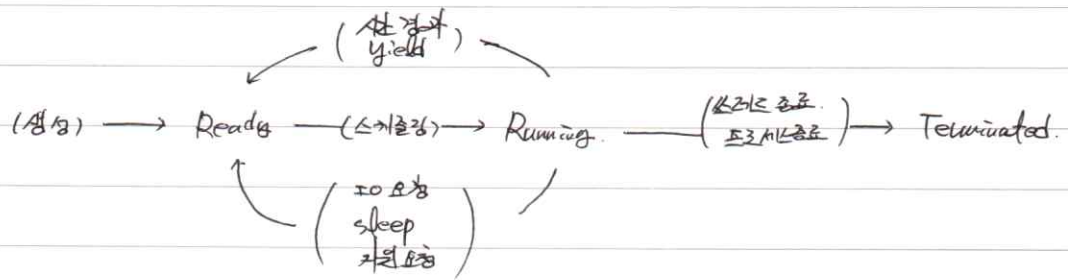 (시간 경과
yield)
(생성) → Ready —(스케줄링)→ Running. —(쓰레드 종료.
프로세스종료)→ Terminated.
(IO 요청
sleep
자원요청)